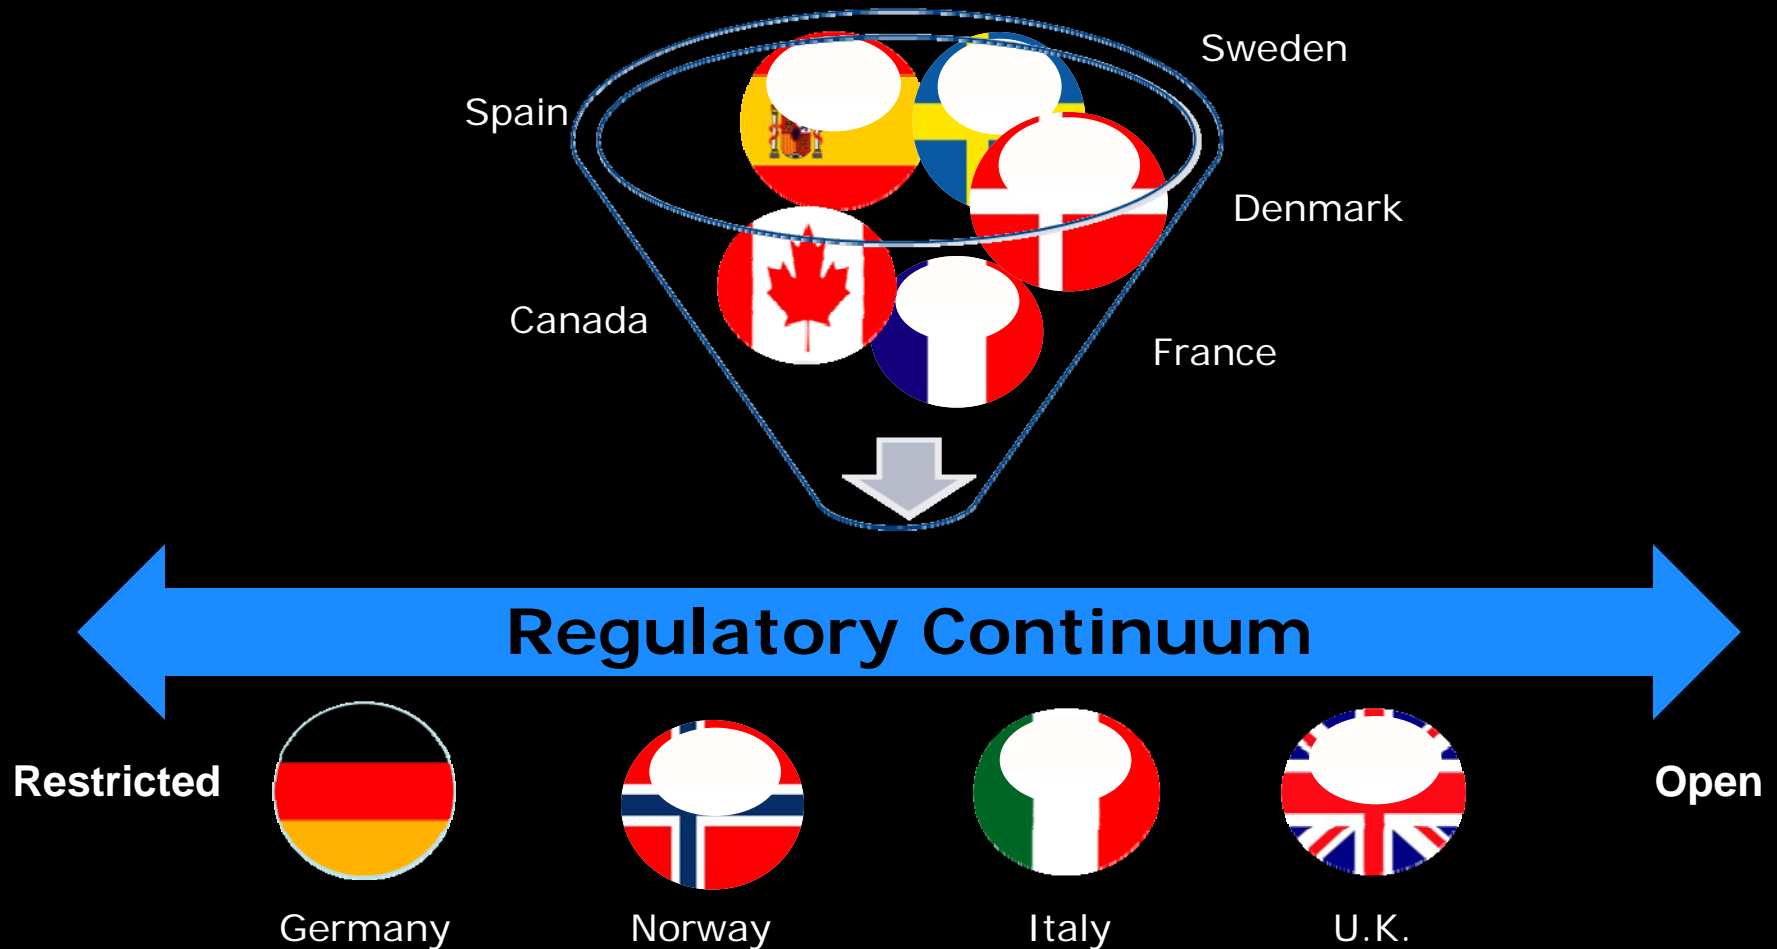 Sweden
Spain
Denmark
Canada
France
Regulatory Continuum
Restricted
Open
Germany
Norway
Italy
U.K.